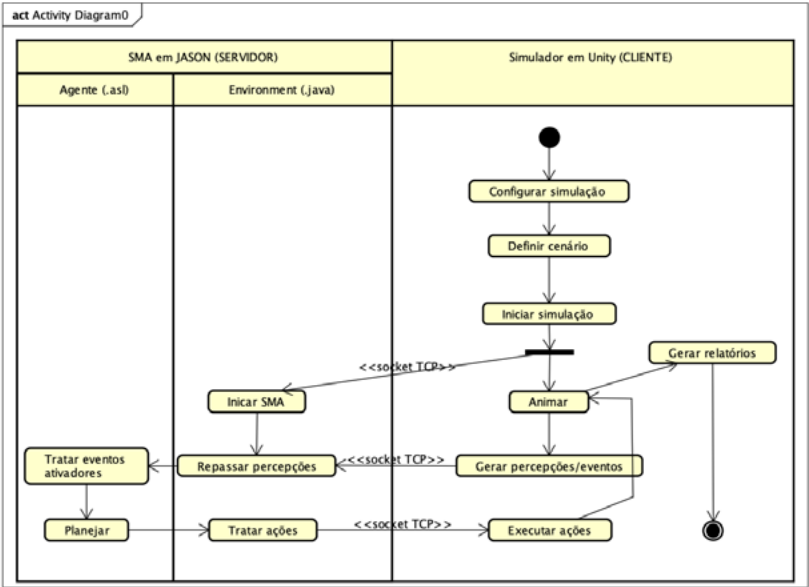 act Activity Diagram0
SMA em JASON (SERVIDOR)
Simulador em Unity (CLIENTE)
Agente (.asl)
Environment (.java)
Configurar simulação
Definir cenário
Iniciar simulação
Gerar relatórios
<<socket TCP>>
Inicar SMA
Animar
Tratar eventos
ativadores
Repassar percepções
<<socket TCP>>
Gerar percepções/eventos
Planejar
Tratar ações
<<socket TCP>>
Executar ações